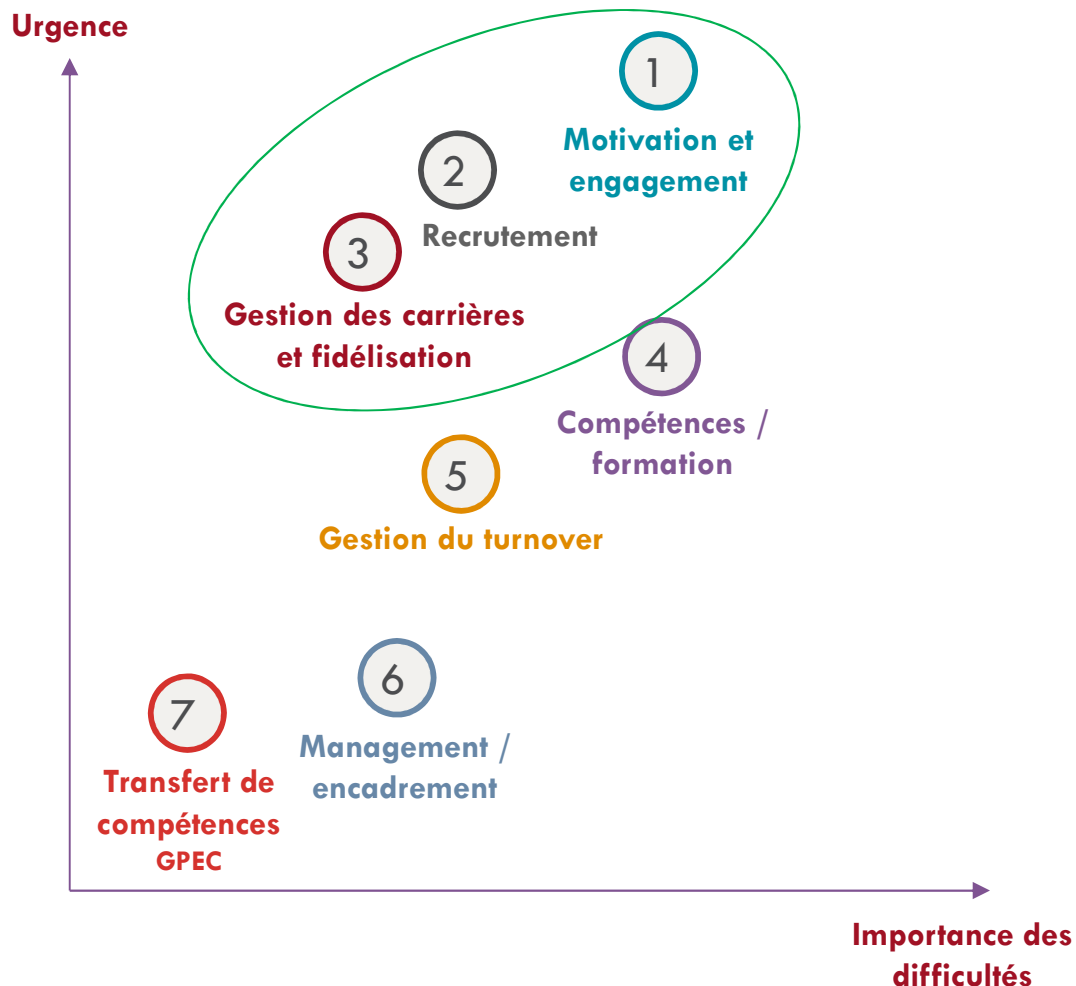 Urgence
1
Motivation et
engagement
2
Recrutement
3
Gestion des carrières
et fidélisation
4
Compétences /
formation
5
Gestion du turnover
6
Management /
encadrement
7
Transfert de
compétences
GPEC
Importance des
difficultés